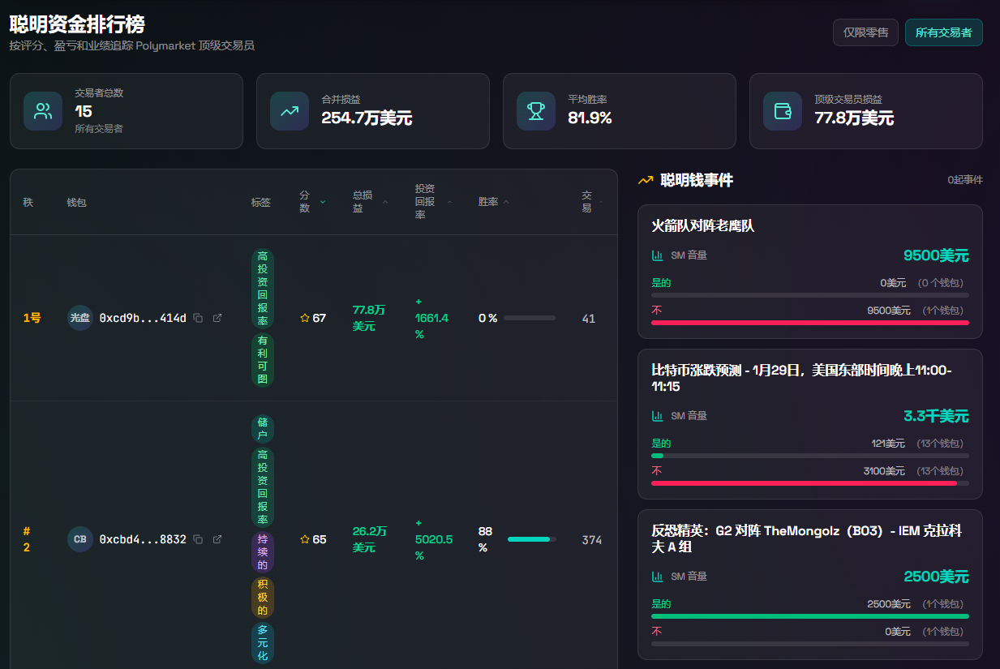 聪明资金排行榜
按评分、盈亏和业绩追踪 Polymarket 顶级交易员
仅限零售
所有交易者
交易者总数
15
所有交易者
合并损益
254.7万美元
平均胜率
81.9%
顶级交易员损益
77.8万美元
秩
钱包
标签
分
数
总损
益
投资
回报
率
胜率
交
易
1号
光盘
0xcd9b...414d
高
投
资
回
报
率
有
利
可
图
67
77.8万
美元
+
1661.4
%
0 %
41
#
2
CB
0xcbd4...8832
储
户
高
投
资
回
报
率
持
续
的
积
极
的
多
元
化
65
26.2万
美元
+
5020.5
%
88
%
374
聪明钱事件
0起事件
火箭队对阵老鹰队
SM 音量
9500美元
是的
0美元
(0 个钱包)
不
9500美元
(1个钱包)
比特币涨跌预测 - 1月29日，美国东部时间晚上11:00-
11:15
SM 音量
3.3千美元
是的
121美元
(13个钱包)
不
3100美元
(13个钱包)
反恐精英：G2 对阵 TheMongolz（BO3）- IEM 克拉科
夫 A 组
SM 音量
2500美元
是的
2500美元
(1个钱包)
不
0美元
(1个钱包)